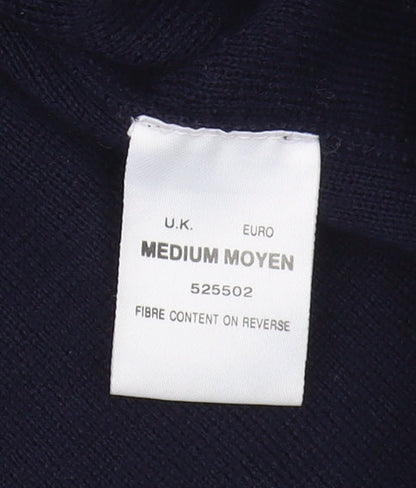 U.K. EURO
MEDIUM MOYEN
525502
FIBRE CONTENT ON REVERSE